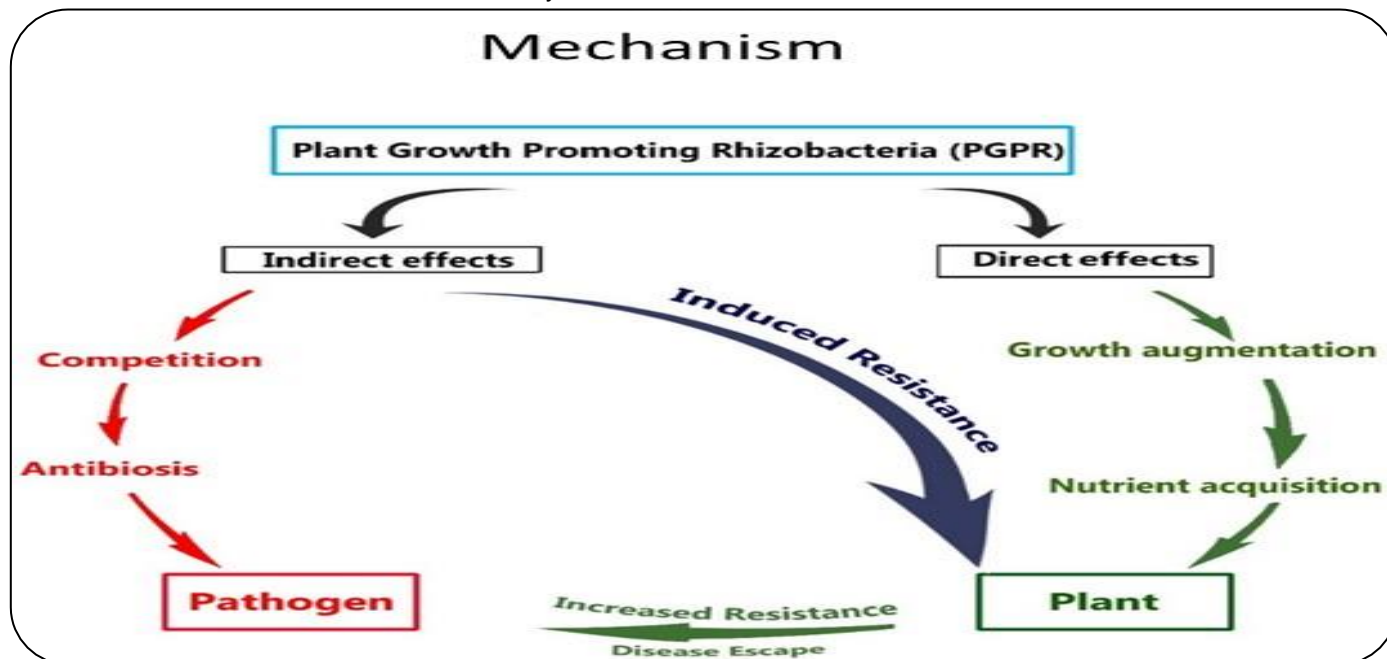 Mechanism
Plant Growth Promoting Rhizobacteria (PGPR)
Indirect effects
Direct effects
Induced Resistance
Competition
Growth augmentation
Antibiosis
Nutrient acquisition
Pathogen
Increased Resistance
Disease Escape
Plant